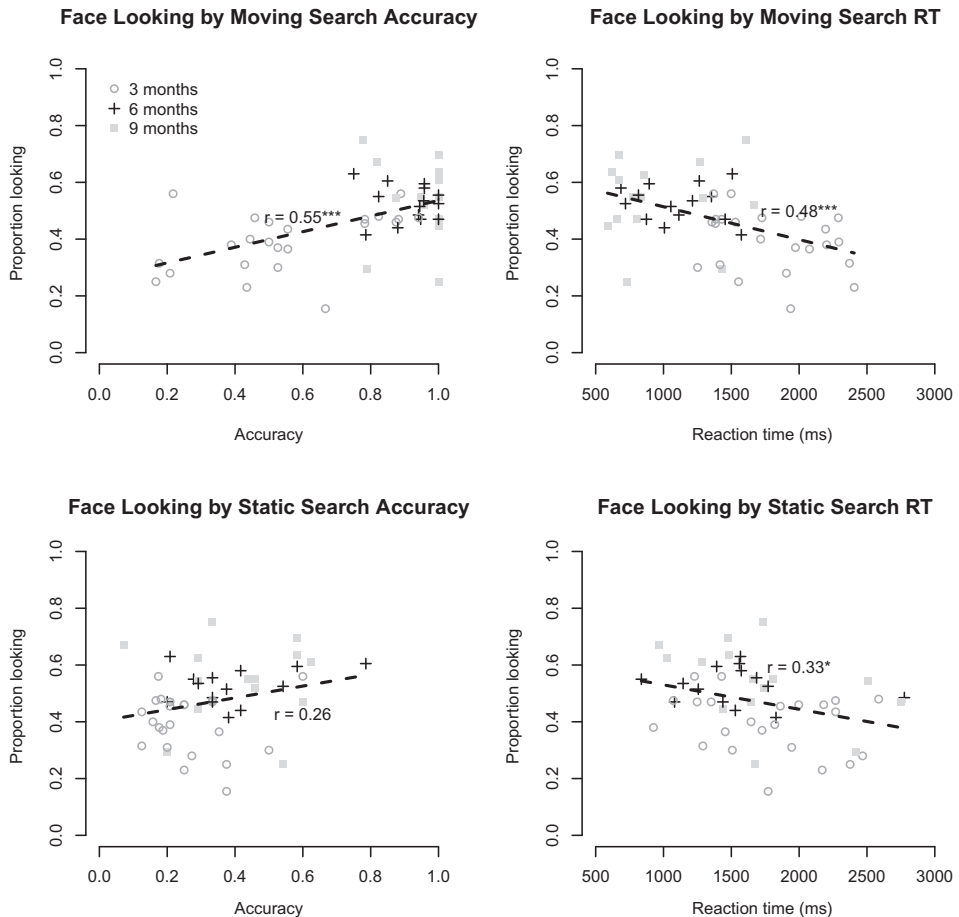 Face Looking by Moving Search Accuracy
Proportion looking
0.0 0.2 0.4 0.6 0.8 1.0
3 months
6 months
9 months
r = 0.55***
0.0 0.2 0.4 0.6 0.8 1.0
Accuracy
Face Looking by Moving Search RT
Proportion looking
0.0 0.2 0.4 0.6 0.8 1.0
r = 0.48***
500 1000 1500 2000 2500 3000
Reaction time (ms)
Face Looking by Static Search Accuracy
Proportion looking
0.0 0.2 0.4 0.6 0.8 1.0
r = 0.26
0.0 0.2 0.4 0.6 0.8 1.0
Accuracy
Face Looking by Static Search RT
Proportion looking
0.0 0.2 0.4 0.6 0.8 1.0
r = 0.33*
500 1000 1500 2000 2500 3000
Reaction time (ms)